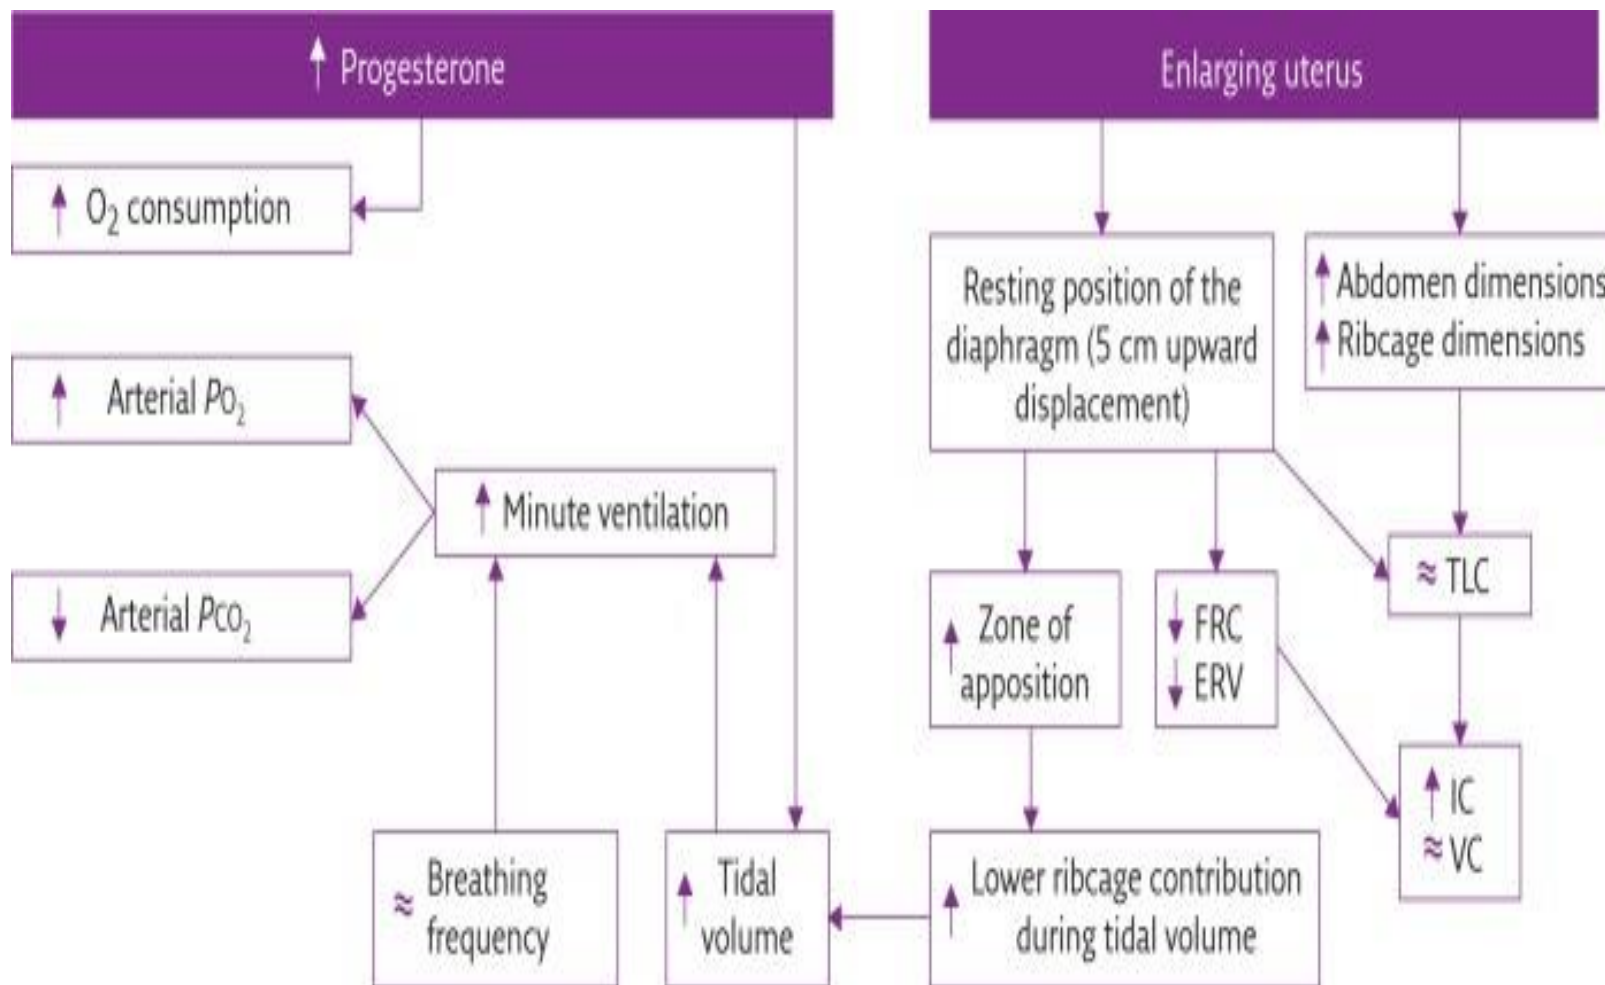 ↑ Progesterone
Enlarging uterus
↑ O₂ consumption
Resting position of the
diaphragm (5 cm upward
displacement)
↑ Abdomen dimensions
↑ Ribcage dimensions
↑ Arterial PO₂
↑ Minute ventilation
↓ Arterial PCO₂
↑ Zone of
apposition
↓ FRC
↓ ERV
≈ TLC
↑ IC
≈ VC
≈ Breathing
frequency
↑ Tidal
volume
↑ Lower ribcage contribution
during tidal volume